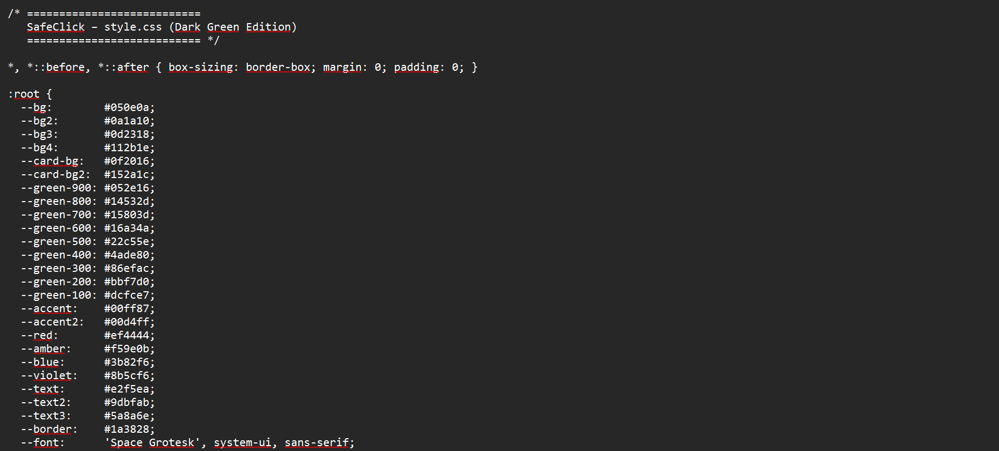 /* ===========================
   SafeClick – style.css (Dark Green Edition)
   =========================== */

*, *::before, *::after { box-sizing: border-box; margin: 0; padding: 0; }

:root {
  --bg:        #050e0a;
  --bg2:       #0a1a10;
  --bg3:       #0d2318;
  --bg4:       #112b1e;
  --card-bg:   #0f2016;
  --card-bg2:  #152a1c;
  --green-900: #052e16;
  --green-800: #14532d;
  --green-700: #15803d;
  --green-600: #16a34a;
  --green-500: #22c55e;
  --green-400: #4ade80;
  --green-300: #86efac;
  --green-200: #bbf7d0;
  --green-100: #dcfce7;
  --accent:    #00ff87;
  --accent2:   #00d4ff;
  --red:       #ef4444;
  --amber:     #f59e0b;
  --blue:      #3b82f6;
  --violet:    #8b5cf6;
  --text:      #e2f5ea;
  --text2:     #9dbfab;
  --text3:     #5a8a6e;
  --border:    #1a3828;
  --font:      'Space Grotesk', system-ui, sans-serif;